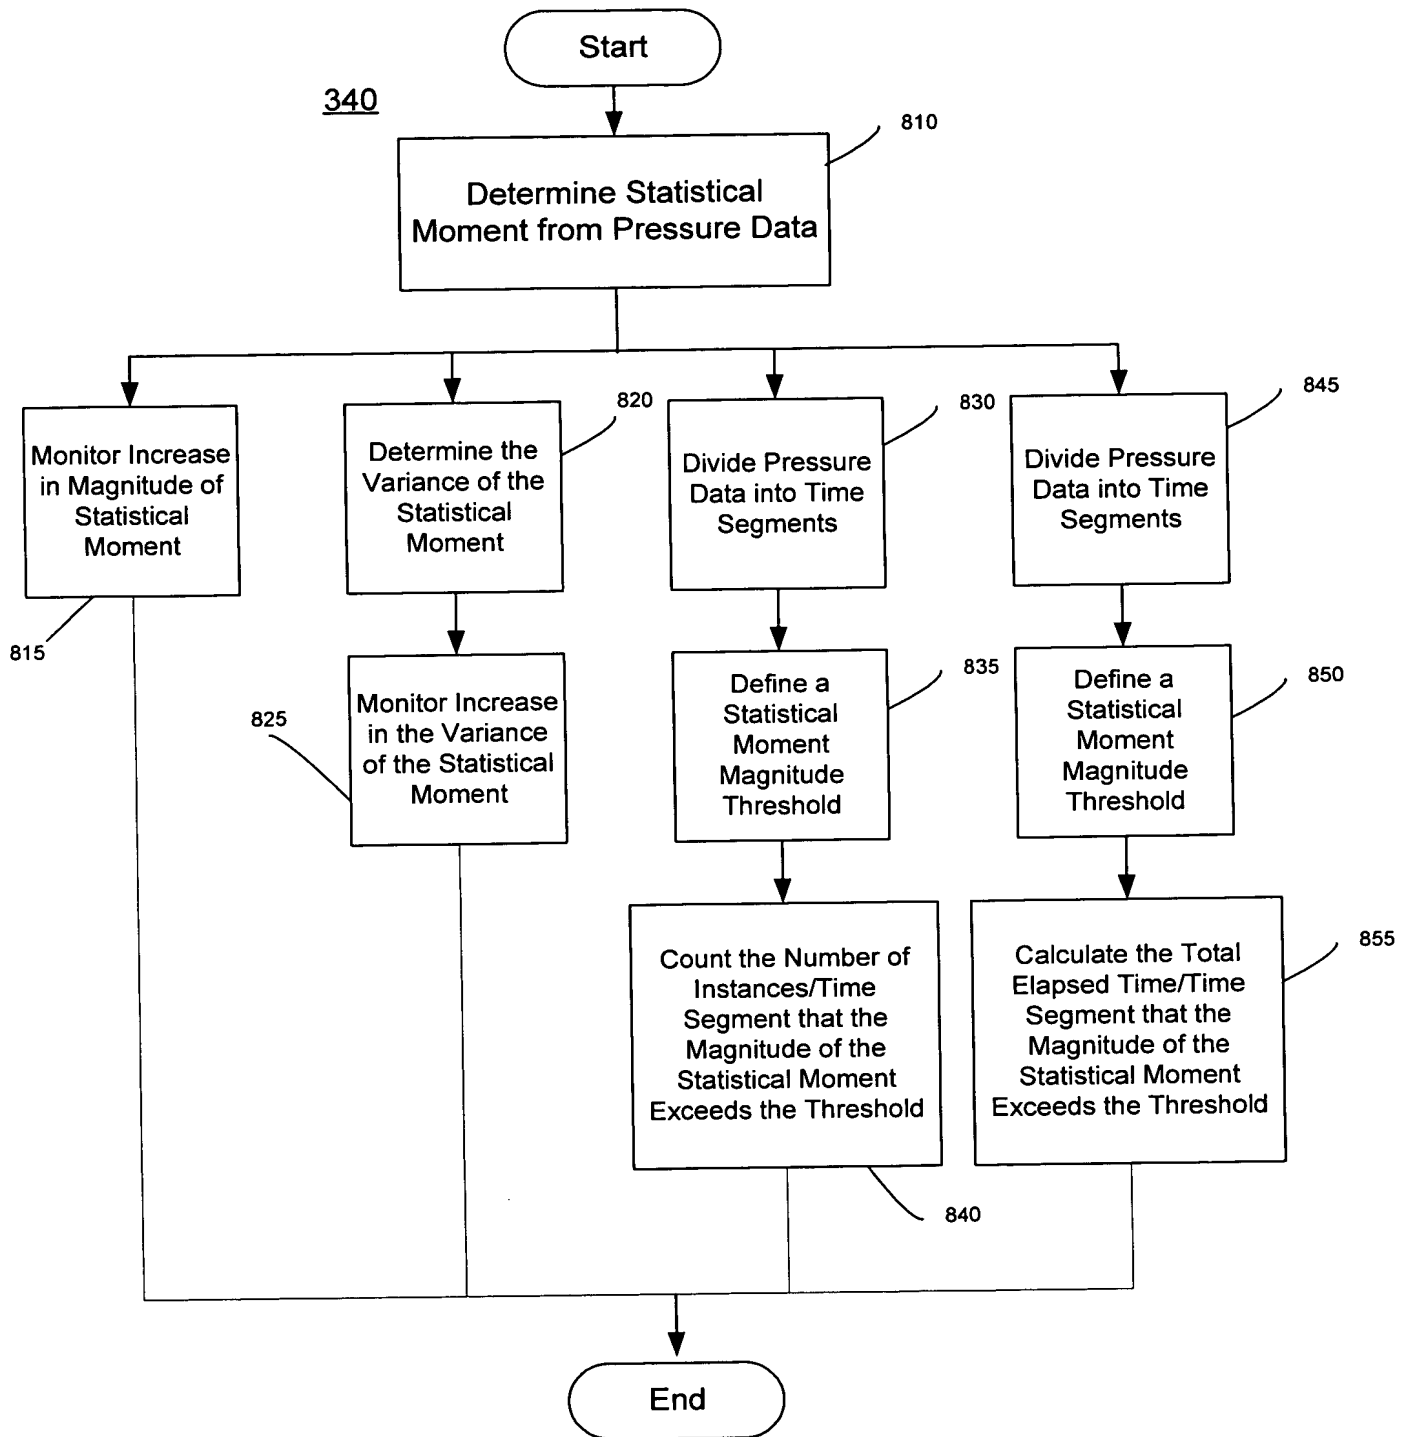 Start
340
810
Determine Statistical
Moment from Pressure Data
Monitor Increase
in Magnitude of
Statistical
Moment
815
820
Determine the
Variance of the
Statistical
Moment
825
Monitor Increase
in the Variance
of the Statistical
Moment
830
Divide Pressure
Data into Time
Segments
835
Define a
Statistical
Moment
Magnitude
Threshold
Count the Number of
Instances/Time
Segment that the
Magnitude of the
Statistical Moment
Exceeds the Threshold
840
845
Divide Pressure
Data into Time
Segments
850
Define a
Statistical
Moment
Magnitude
Threshold
855
Calculate the Total
Elapsed Time/Time
Segment that the
Magnitude of the
Statistical Moment
Exceeds the Threshold
End